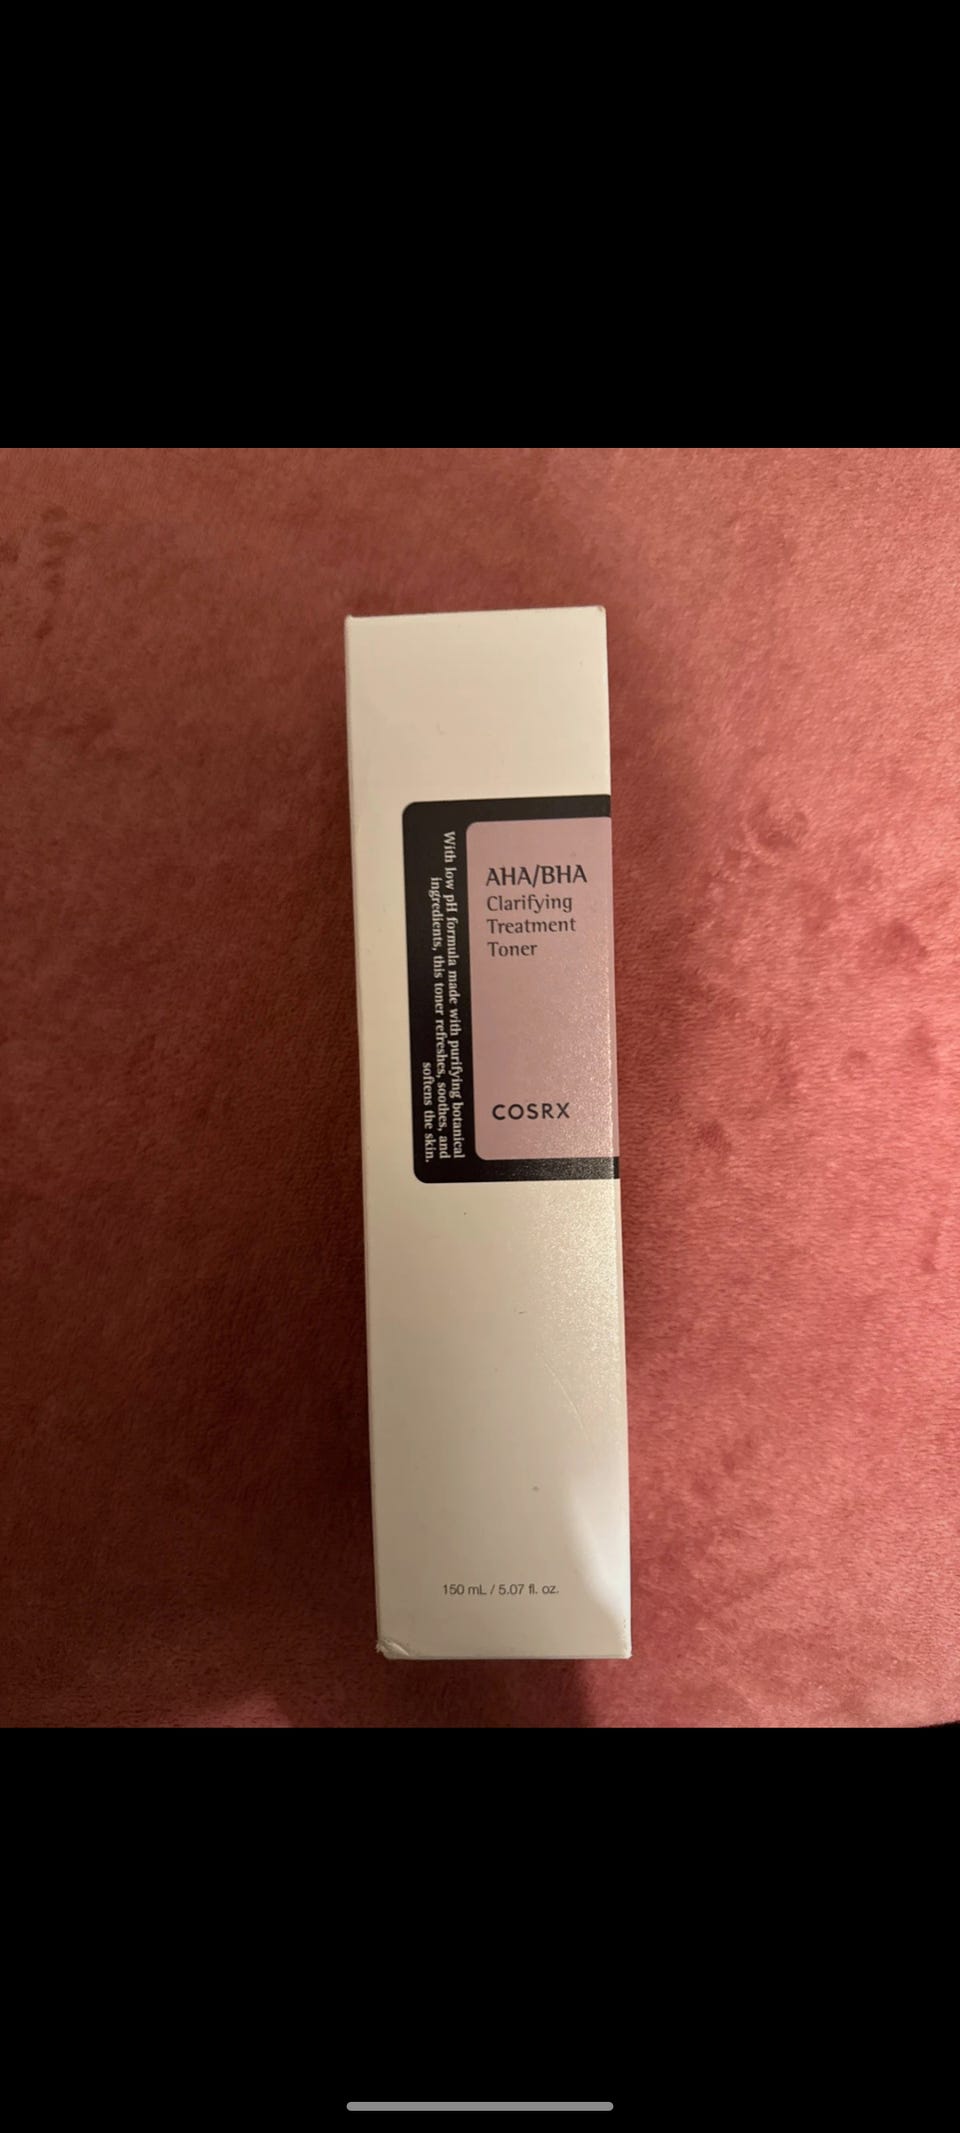 AHA/BHA
Clarifying
Treatment
Toner
COSRX
With low pH formula made with purifying botanical
ingredients, this toner refreshes, soothes, and
softens the skin.
150 mL / 5.07 fl. oz.